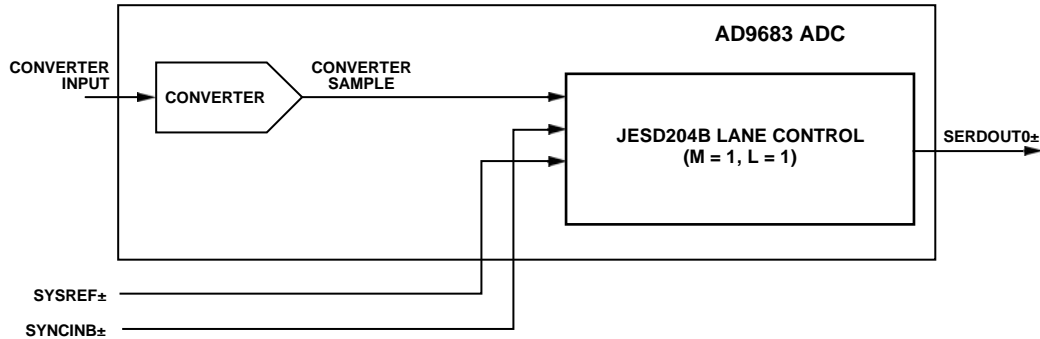 AD9683 ADC
CONVERTER
INPUT
CONVERTER
CONVERTER
SAMPLE
JESD204B LANE CONTROL
(M = 1, L = 1)
SERDOUT0±
SYSREF±
SYNCINB±